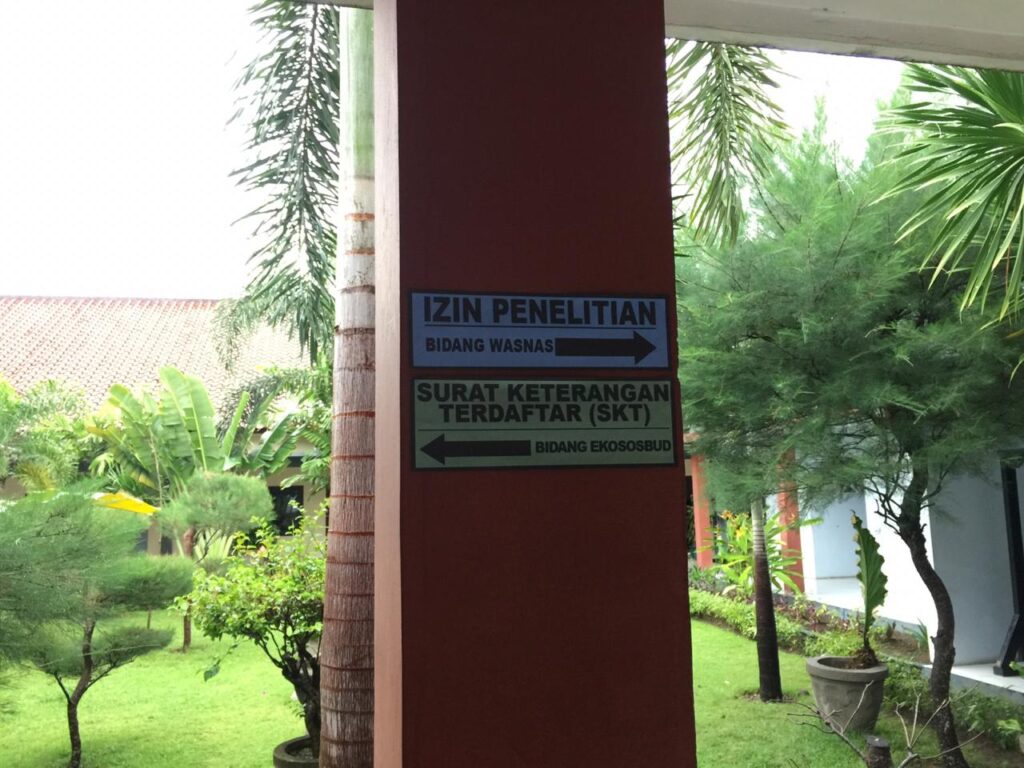 IZIN PENELITIAN
BIDANG WASNAS
SURAT KETERANGAN
TERDAFTAR (SKT)
BIDANG EKOSOSBUD